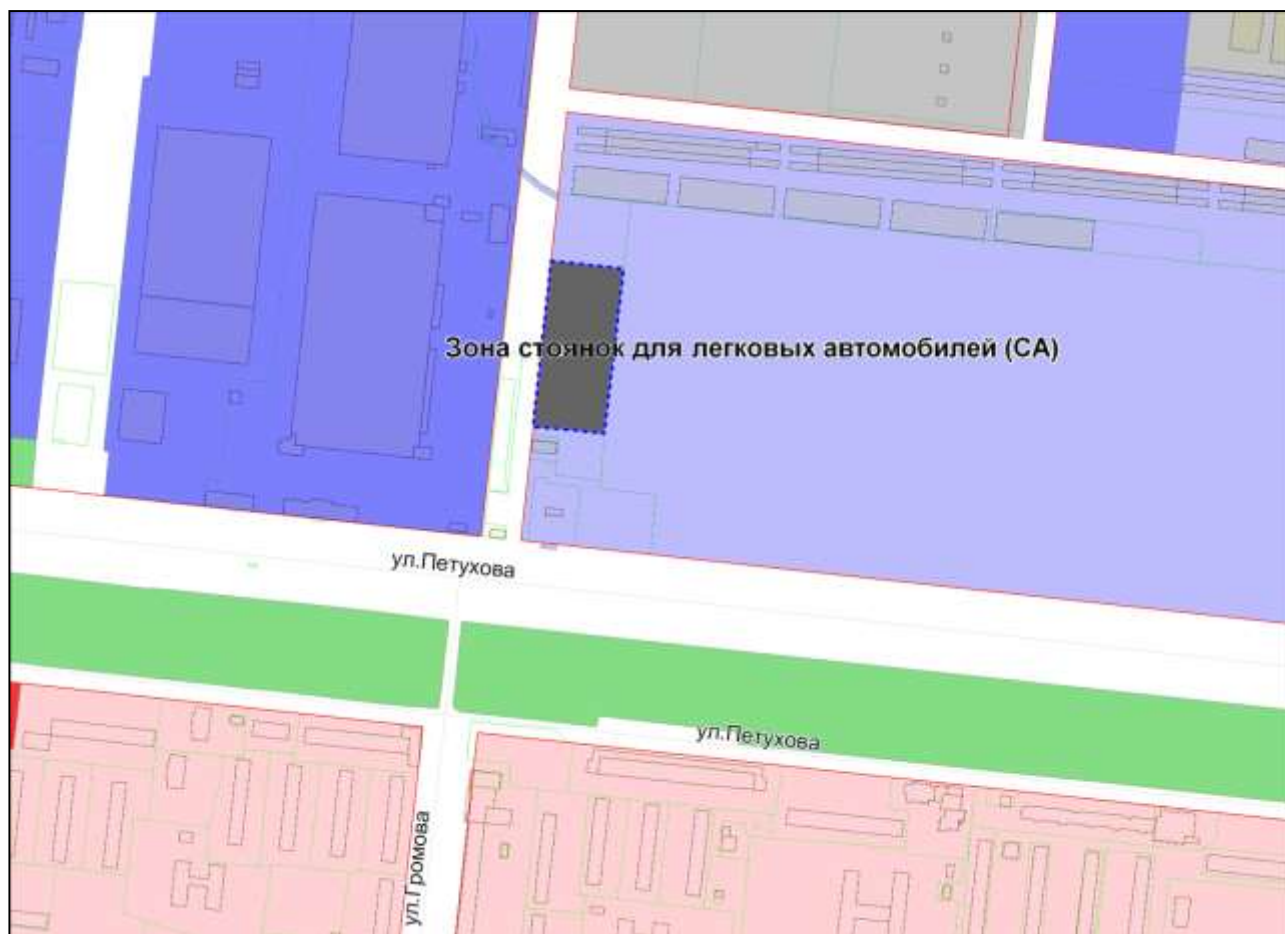 Зона стоянок для легковых автомобилей (СА)
ул.Петухова
ул.Петухова
ул.Громова